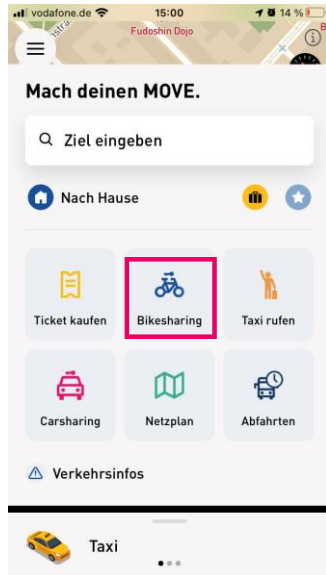 vodafone.de 15:00 14 %
Fudoshin Dojo
Mach deinen MOVE.
Ziel eingeben
Nach Hause
Ticket kaufen
Bikesharing
Taxi rufen
Carsharing
Netzplan
Abfahrten
Verkehrsinfos
Taxi